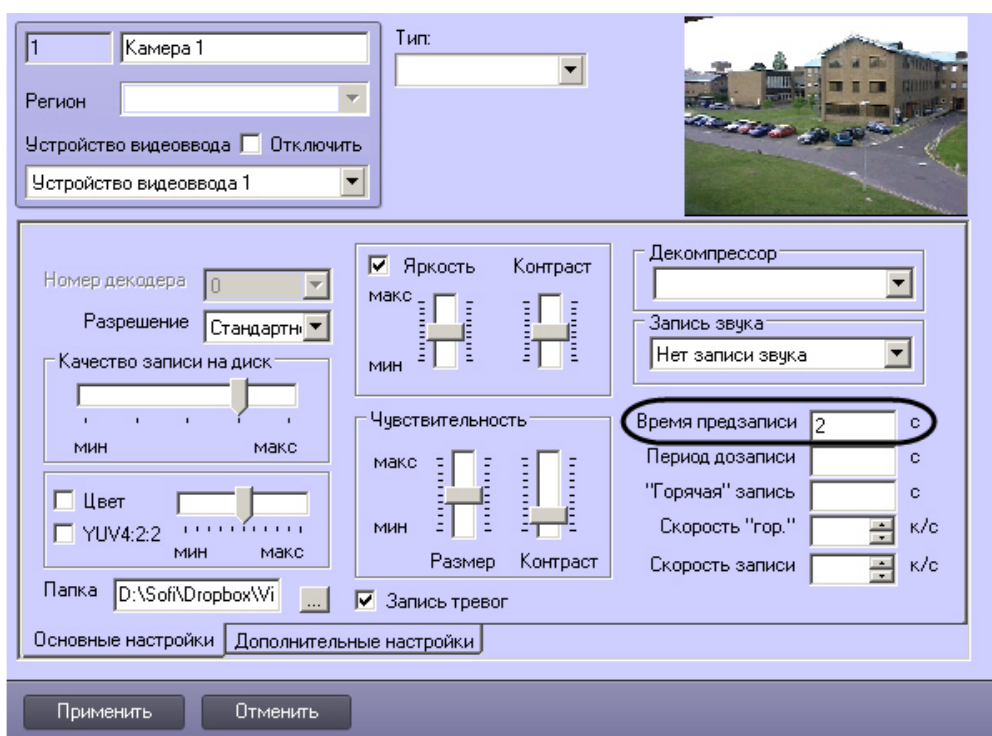 1
Камера 1
Тип:
Регион
Устройство видеоввода
Отключить
Устройство видеоввода 1
Номер декодера
0
Разрешение
Стандартн
Качество записи на диск
мин
макс
Цвет
YUV4:2:2
мин
макс
Папка
D:\Sofi\Dropbox\Vi
...
Яркость
Контраст
макс
мин
Чувствительность
макс
мин
Размер
Контраст
Запись тревог
Декомпрессор
Запись звука
Нет записи звука
Время предзаписи
2
с
Период дозаписи
с
"Горячая" запись
с
Скорость "гор."
к/с
Скорость записи
к/с
Основные настройки
Дополнительные настройки
Применить
Отменить